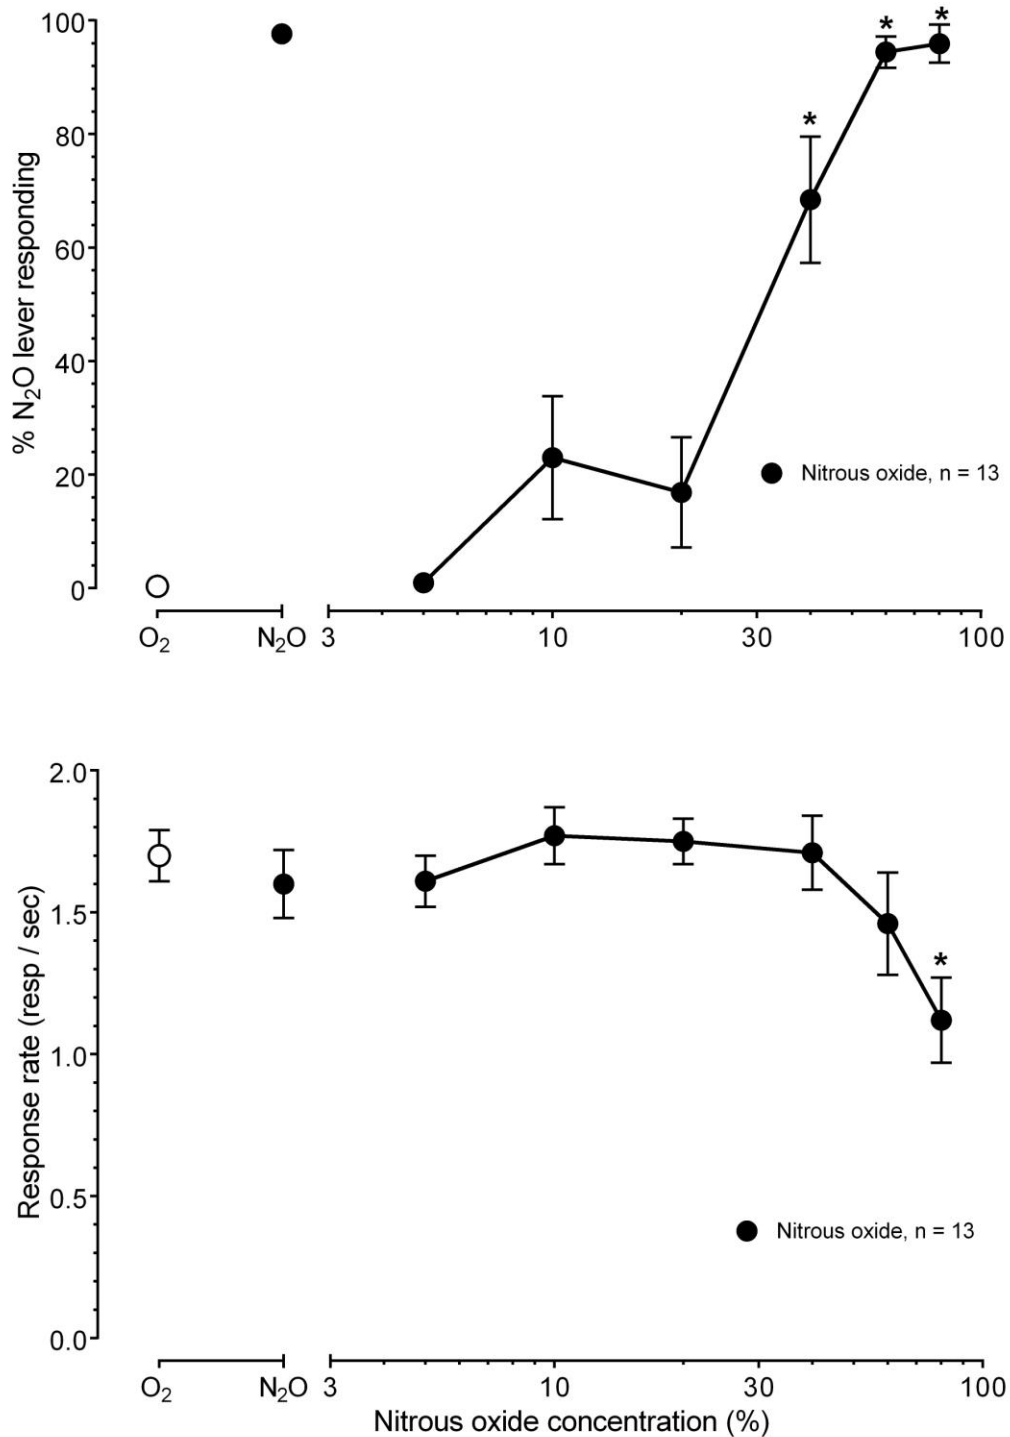 % N₂O lever responding
100
80
60
40
20
0
* * *
Nitrous oxide, n = 13
O₂ N₂O 3 10 30 100
Response rate (resp / sec)
2.0
1.5
1.0
0.5
0.0
*
Nitrous oxide, n = 13
O₂ N₂O 3 10 30 100
Nitrous oxide concentration (%)